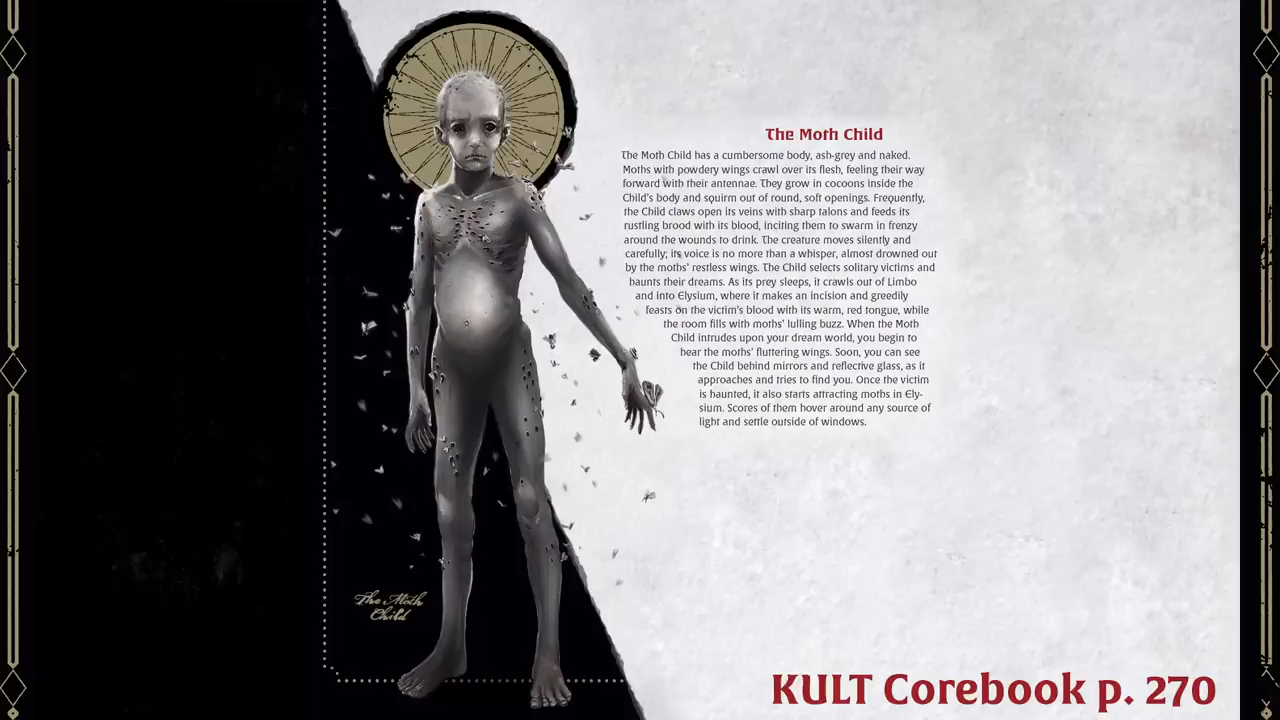 The Moth Child
The Moth Child has a cumbersome body, ash-grey and naked.
Moths with powdery wings crawl over its flesh, feeling their way
forward with their antennae. They grow in cocoons inside the
Child's body and squirm out of round, soft openings. Frequently,
the Child claws open its veins with sharp talons and feeds its
rustling brood with its blood, inciting them to swarm in frenzy
around the wounds to drink. The creature moves silently and
carefully; its voice is no more than a whisper, almost drowned out
by the moths' restless wings. The Child selects solitary victims and
haunts their dreams. As its prey sleeps, it crawls out of Limbo
and into Elysium, where it makes an incision and greedily
feasts on the victim's blood with its warm, red tongue, while
the room fills with moths' lulling buzz. When the Moth
Child intrudes upon your dream world, you begin to
hear the moths' fluttering wings. Soon, you can see
the Child behind mirrors and reflective glass, as it
approaches and tries to find you. Once the victim
is haunted, it also starts attracting moths in Ely-
sium. Scores of them hover around any source of
light and settle outside of windows.
The Moth
Child
KULT Corebook p. 270